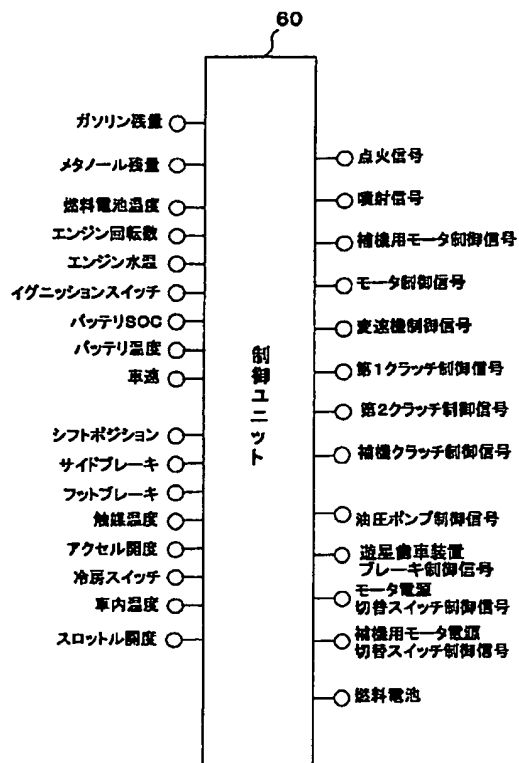 60
ガソリン残量
メタノール残量
燃料電池温度
エンジン回転数
エンジン水温
イグニッションスイッチ
バッテリSOC
バッテリ温度
車速
シフトポジション
サイドブレーキ
フットブレーキ
触媒温度
アクセル開度
冷房スイッチ
車内温度
スロットル開度
制御ユニット
点火信号
噴射信号
補機用モータ制御信号
モータ制御信号
変速機制御信号
第1クラッチ制御信号
第2クラッチ制御信号
補機クラッチ制御信号
油圧ポンプ制御信号
遊星歯車装置
ブレーキ制御信号
モータ電源
切替スイッチ制御信号
補機用モータ電源
切替スイッチ制御信号
燃料電池